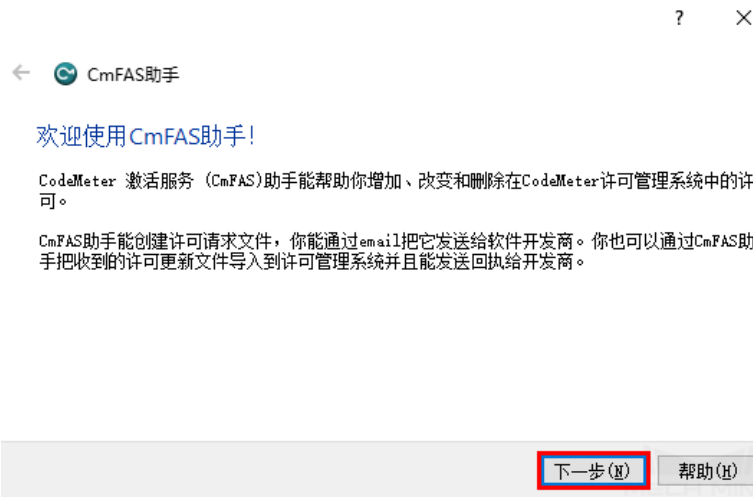 ?
CmFAS助手
欢迎使用CmFAS助手!
CodeMeter 激活服务 (CmFAS)助手能帮助你增加、改变和删除在CodeMeter许可管理系统中的许
可。
CmFAS助手能创建许可请求文件，你能通过email把它发送给软件开发商。你也可以通过CmFAS助
手把收到的许可更新文件导入到许可管理系统并且能发送回执给开发商。
下一步(N) 帮助(H)